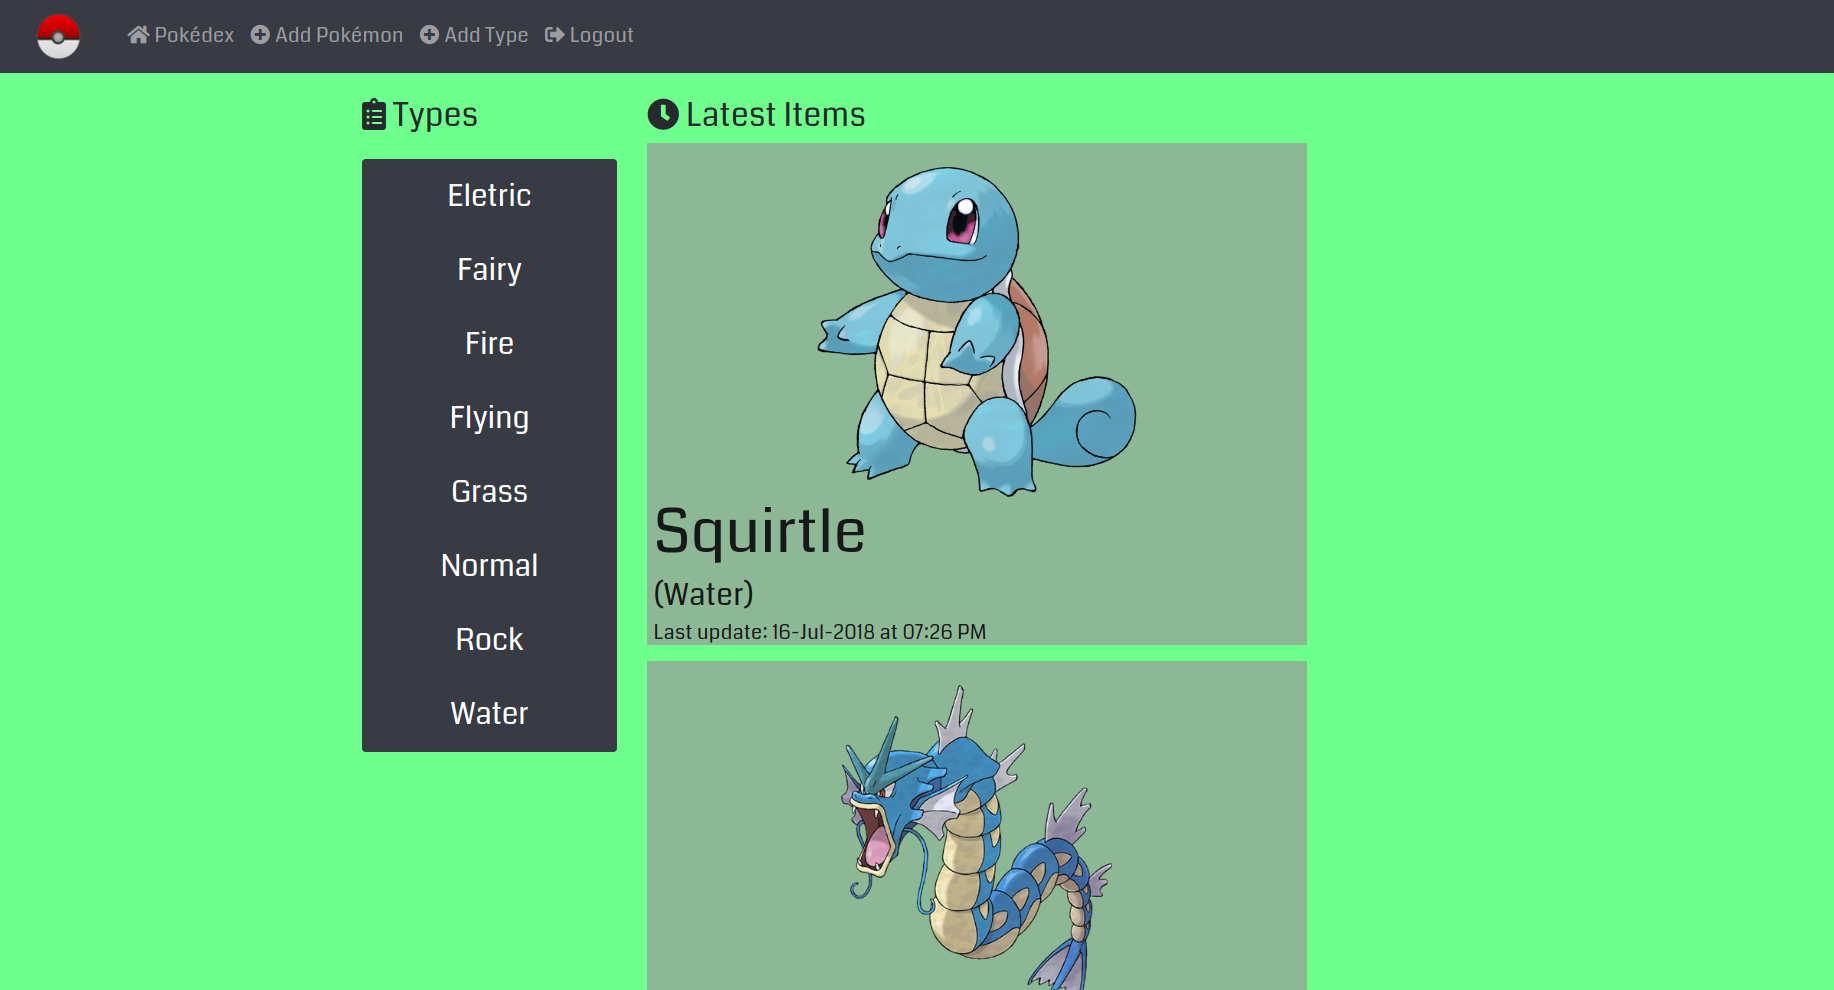 Pokédex Add Pokémon Add Type Logout
Types
Eletric
Fairy
Fire
Flying
Grass
Normal
Rock
Water
Latest Items
Squirtle
(Water)
Last update: 16-Jul-2018 at 07:26 PM